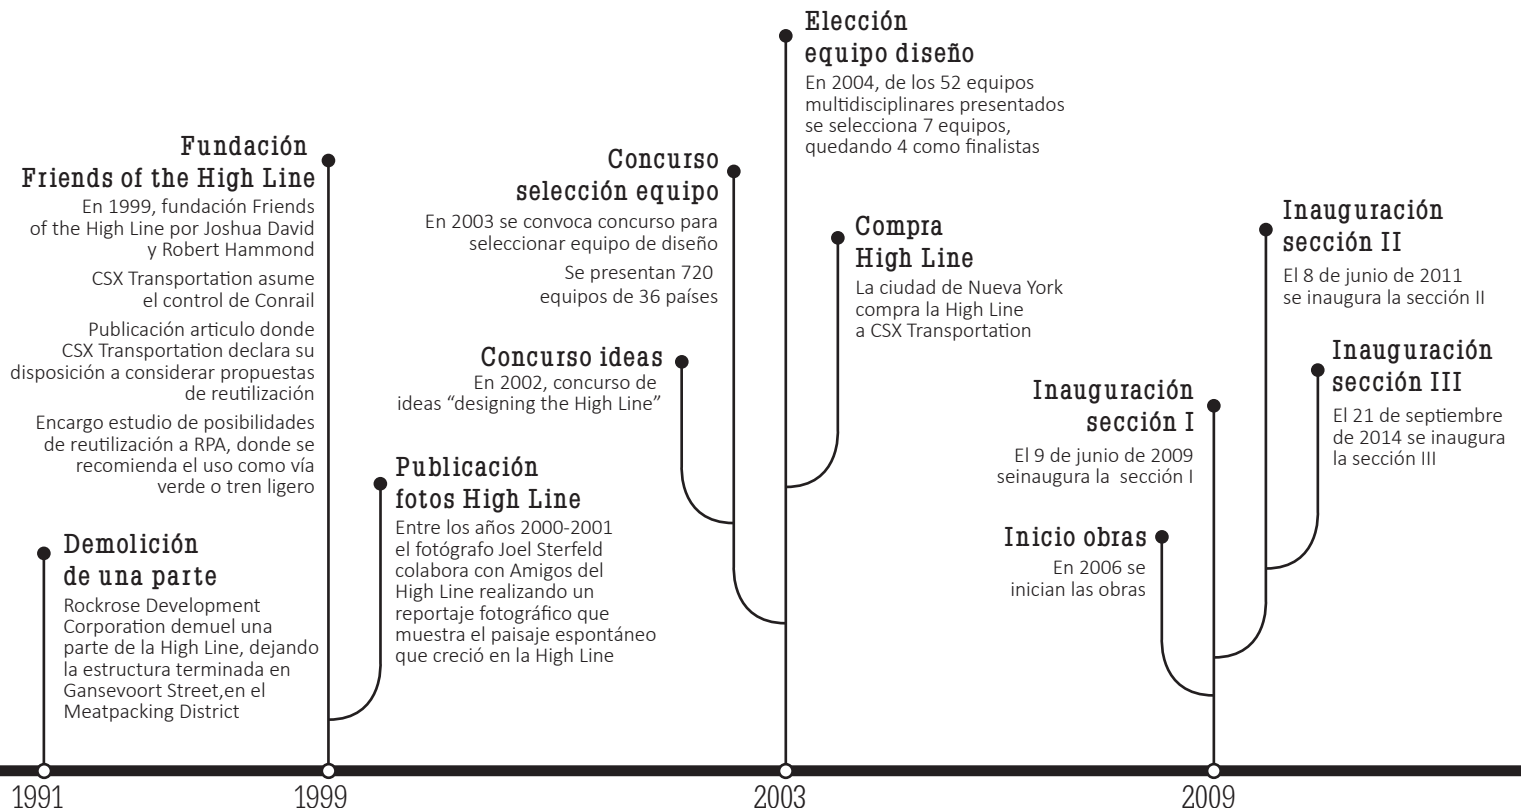 Demolición
de una parte
Rockrose Development
Corporation demuel una
parte de la High Line, dejando
la estructura terminada en
Gansevoort Street,en el
Meatpacking District
Fundación
Friends of the High Line
En 1999, fundación Friends
of the High Line por Joshua David
y Robert Hammond
CSX Transportation asume
el control de Conrail
Publicación articulo donde
CSX Transportation declara su
disposición a considerar propuestas
de reutilización
Encargo estudio de posibilidades
de reutilización a RPA, donde se
recomienda el uso como vía
verde o tren ligero
Publicación
fotos High Line
Entre los años 2000-2001
el fotógrafo Joel Sterfeld
colabora con Amigos del
High Line realizando un
reportaje fotográfico que
muestra el paisaje espontáneo
que creció en la High Line
Concurso ideas
En 2002, concurso de
ideas “designing the High Line”
Concurso
selección equipo
En 2003 se convoca concurso para
seleccionar equipo de diseño
Se presentan 720
equipos de 36 países
Elección
equipo diseño
En 2004, de los 52 equipos
multidisciplinares presentados
se selecciona 7 equipos,
quedando 4 como finalistas
Compra
High Line
La ciudad de Nueva York
compra la High Line
a CSX Transportation
Inicio obras
En 2006 se
inician las obras
Inauguración
sección I
El 9 de junio de 2009
seinaugura la  sección I
Inauguración
sección II
El 8 de junio de 2011
se inaugura la sección II
Inauguración
sección III
El 21 de septiembre
de 2014 se inaugura
la sección III
1991
1999
2003
2009